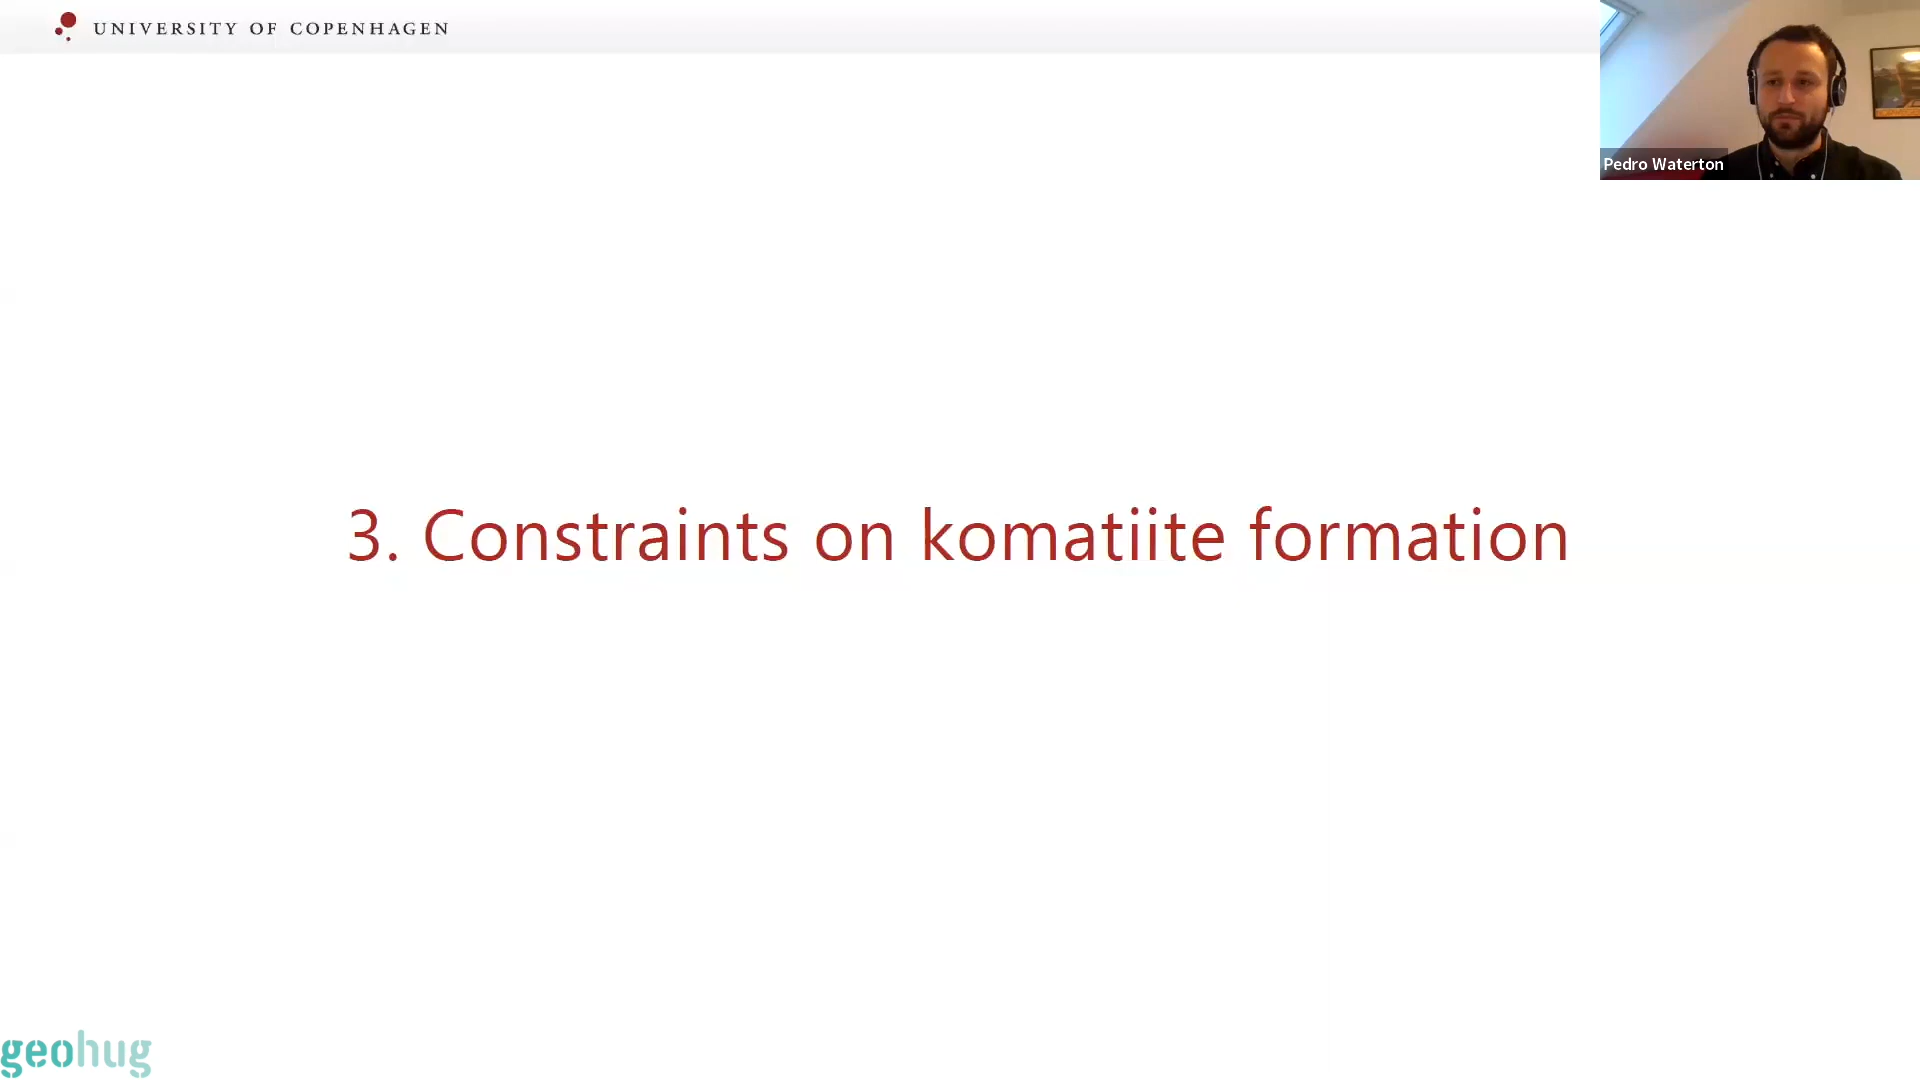 UNIVERSITY OF COPENHAGEN
Pedro Waterton
3. Constraints on komatiite formation
geohug